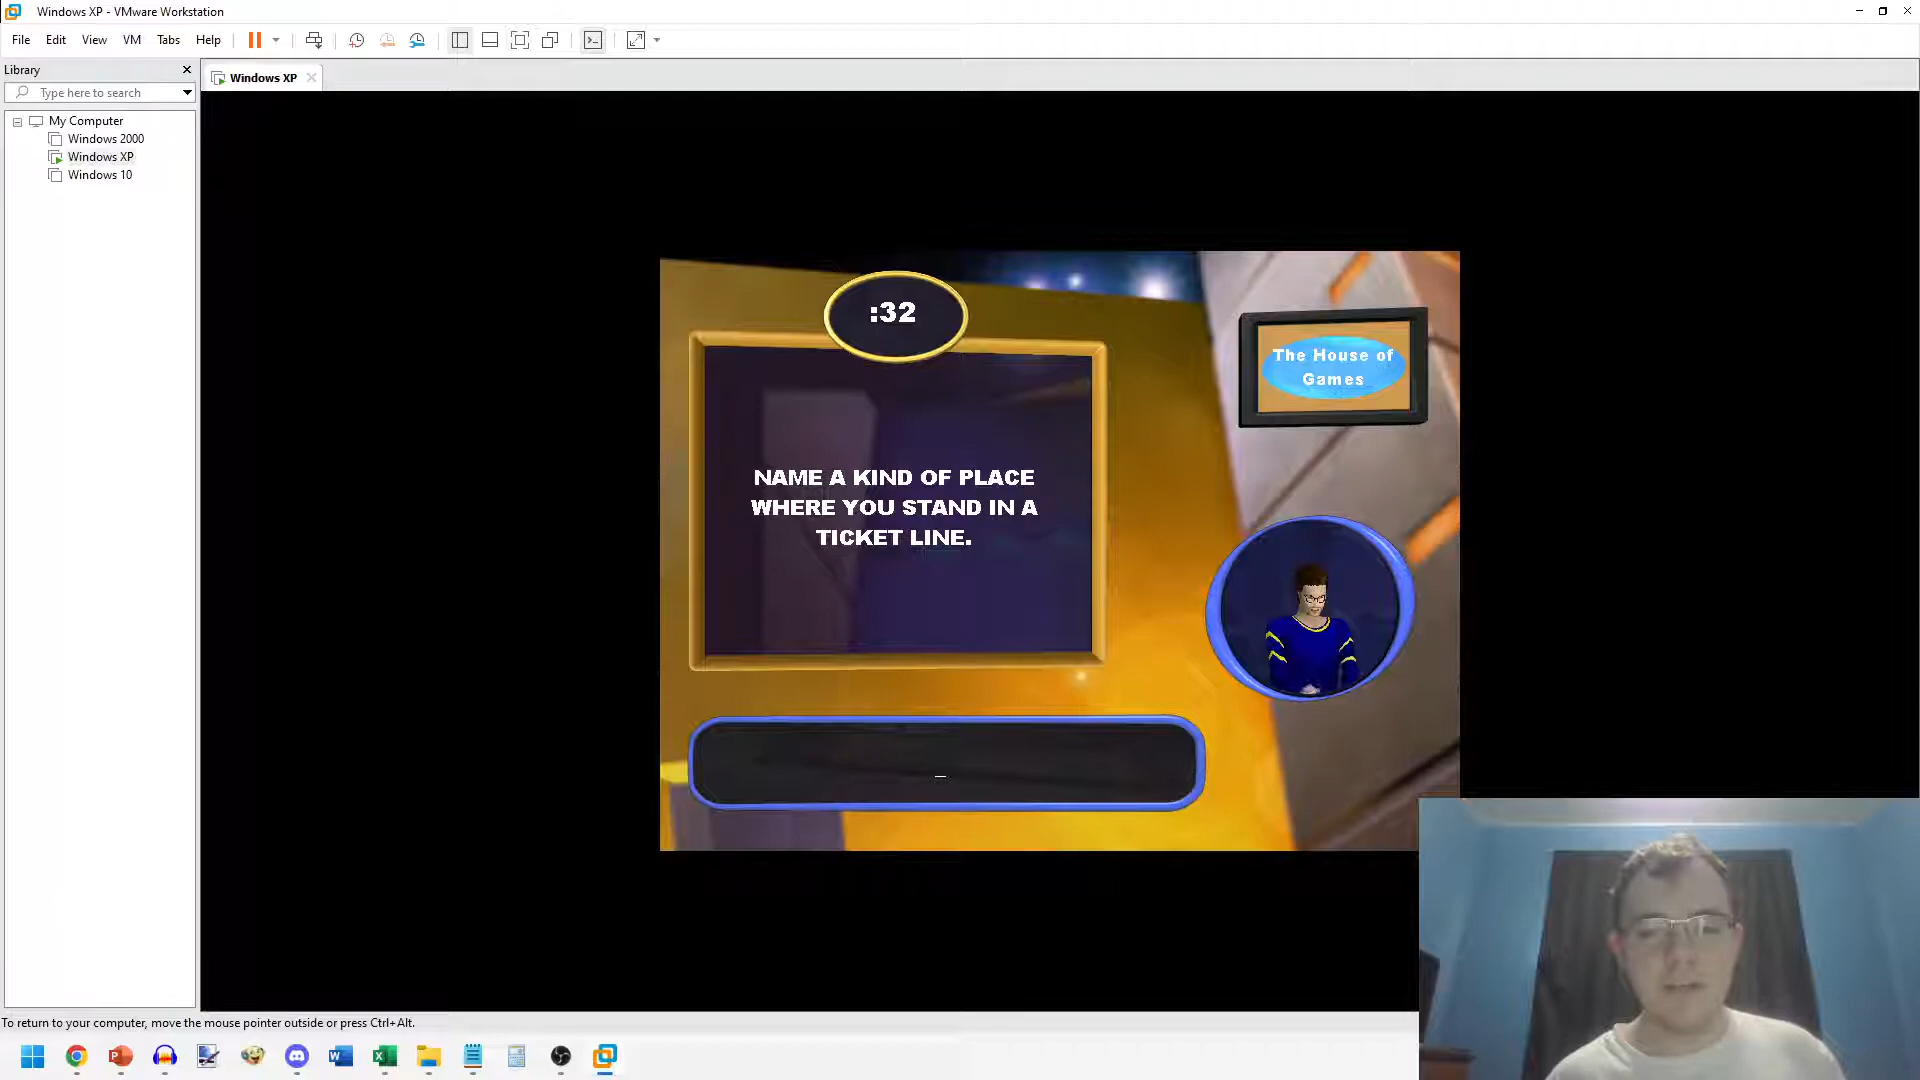 Windows XP - VMware Workstation
File Edit View VM Tabs Help
Library
Windows XP
Type here to search
My Computer
Windows 2000
Windows XP
Windows 10
:32
The House of
Games
NAME A KIND OF PLACE
WHERE YOU STAND IN A
TICKET LINE.
_
To return to your computer, move the mouse pointer outside or press Ctrl+Alt.